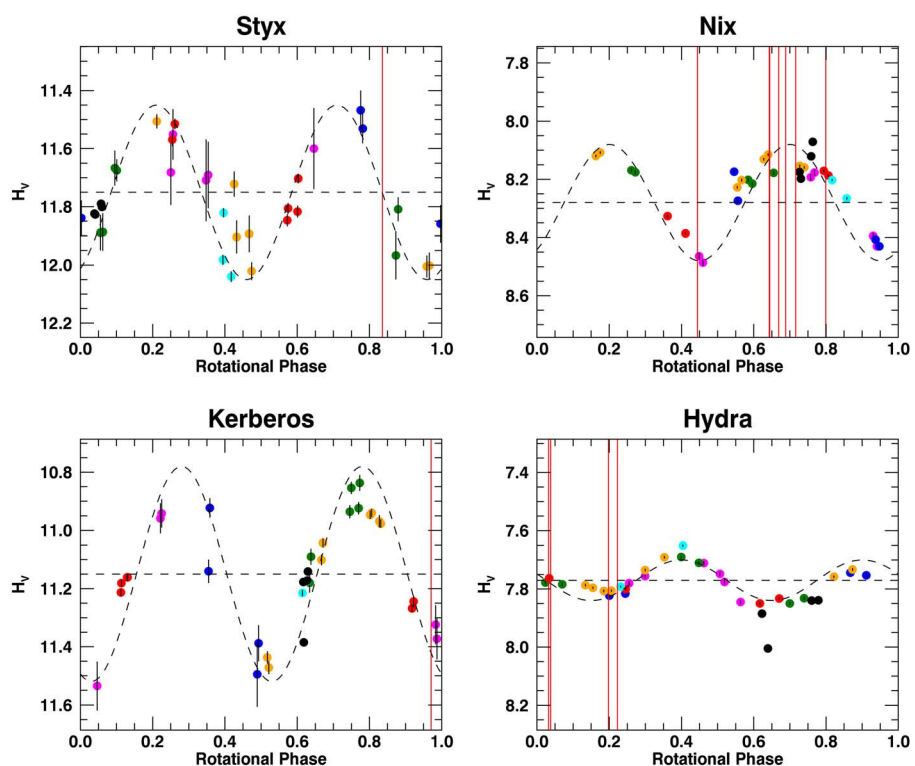 Styx
11.4
11.6
11.8
12.0
12.2
H_V
0.0 0.2 0.4 0.6 0.8 1.0
Rotational Phase
Nix
7.8
8.0
8.2
8.4
8.6
H_V
0.0 0.2 0.4 0.6 0.8 1.0
Rotational Phase
Kerberos
10.8
11.0
11.2
11.4
11.6
H_V
0.0 0.2 0.4 0.6 0.8 1.0
Rotational Phase
Hydra
7.4
7.6
7.8
8.0
8.2
H_V
0.0 0.2 0.4 0.6 0.8 1.0
Rotational Phase